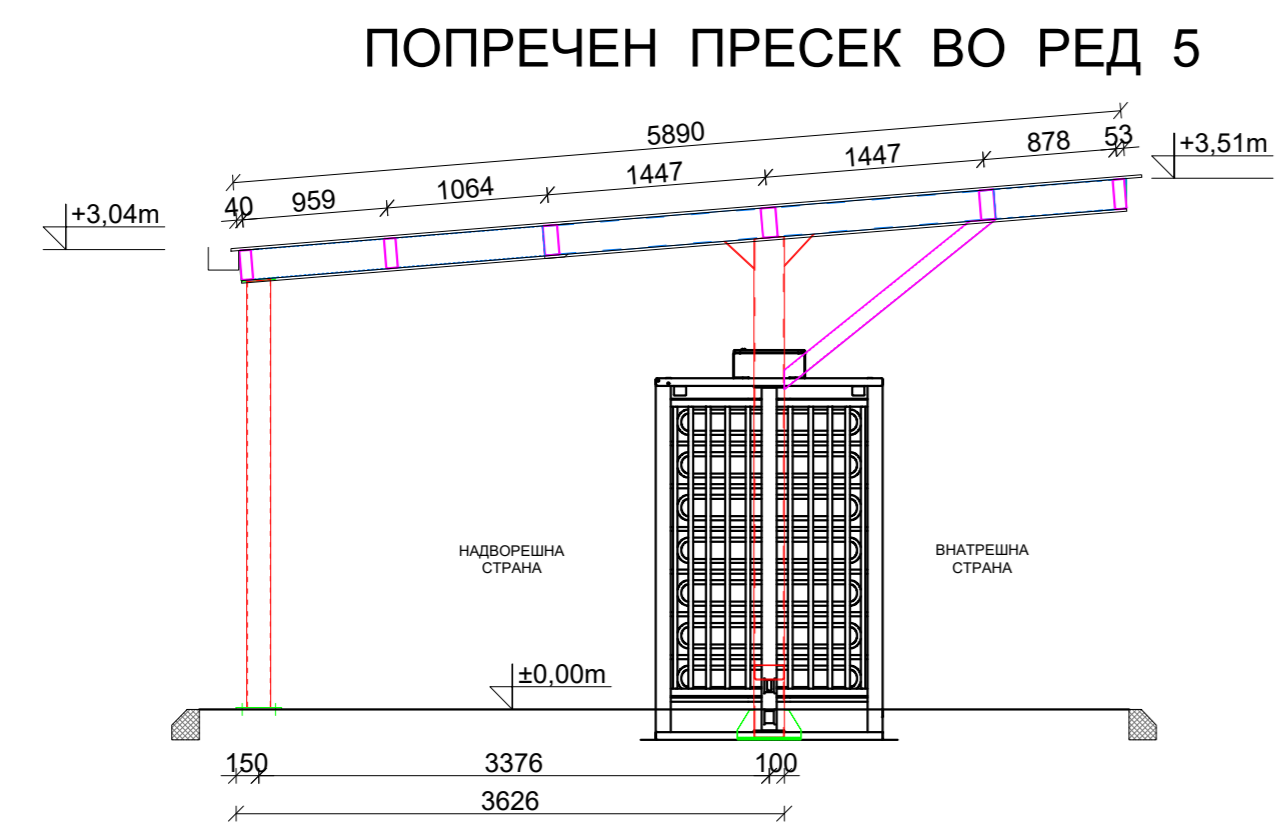 ПОПРЕЧЕН ПРЕСЕК ВО РЕД 5
5890
40
959
1064
1447
1447
878
53
+3,04m
+3,51m
НАДВОРЕШНА
СТРАНА
ВНАТРЕШНА
СТРАНА
±0,00m
150
3376
100
3626